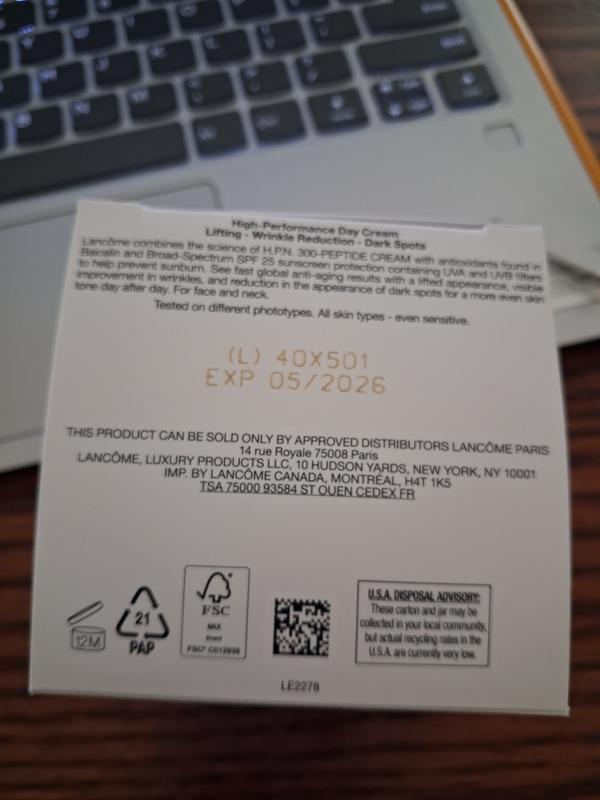 High-Performance Day Cream
Lifting - Wrinkle Reduction - Dark Spots
Lancôme combines the science of H.P.N. 300-PEPTIDE CREAM with antioxidants found in
Baicalin and Broad-Spectrum SPF 25 sunscreen protection containing UVA and UVB filters
to help prevent sunburn. See fast global anti-aging results with a lifted appearance, visible
improvement in wrinkles, and reduction in the appearance of dark spots for a more even skin
tone day after day. For face and neck.
Tested on different phototypes. All skin types - even sensitive.
(L) 40X501
EXP 05/2026
THIS PRODUCT CAN BE SOLD ONLY BY APPROVED DISTRIBUTORS LANCÔME PARIS
14 rue Royale 75008 Paris
LANCÔME, LUXURY PRODUCTS LLC, 10 HUDSON YARDS, NEW YORK, NY 10001
IMP. BY LANCÔME CANADA, MONTRÉAL, H4T 1K5
TSA 75000 93584 ST OUEN CEDEX FR
12M
21
PAP
FSC
MIX
Board
FSC® C012938
U.S.A. DISPOSAL ADVISORY:
These carton and jar may be
collected in your local community,
but actual recycling rates in the
U.S.A. are currently very low.
LE2278